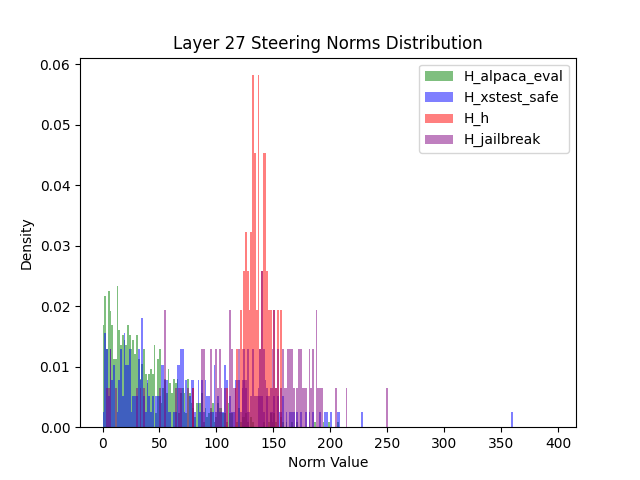 Layer 27 Steering Norms Distribution
H_alpaca_eval
H_xstest_safe
H_h
H_jailbreak
Density
0.06
0.05
0.04
0.03
0.02
0.01
0.00
0 50 100 150 200 250 300 350 400
Norm Value